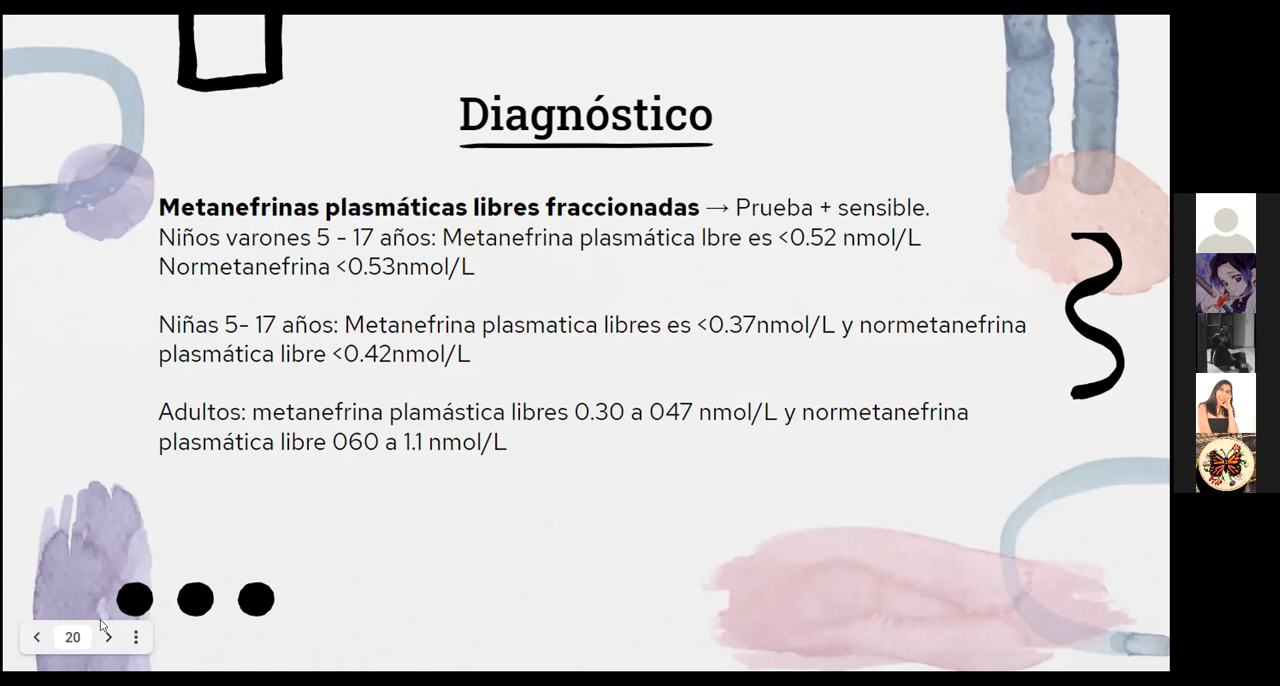 Diagnóstico
Metanefrinas plasmáticas libres fraccionadas → Prueba + sensible.
Niños varones 5 - 17 años: Metanefrina plasmática lbre es <0.52 nmol/L
Normetanefrina <0.53nmol/L
Niñas 5- 17 años: Metanefrina plasmatica libres es <0.37nmol/L y normetanefrina
plasmática libre <0.42nmol/L
Adultos: metanefrina plamástica libres 0.30 a 047 nmol/L y normetanefrina
plasmática libre 060 a 1.1 nmol/L
20